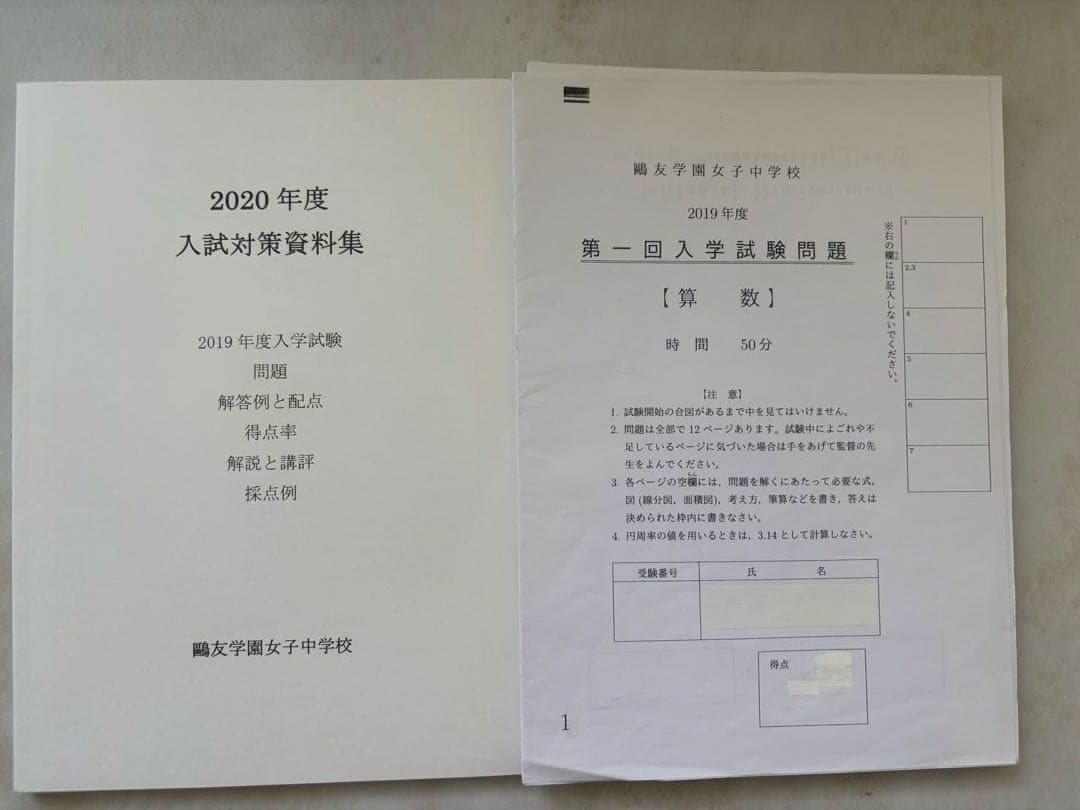 2020 年度
入試対策資料集
2019 年度入学試験
問題
解答例と配点
得点率
解説と講評
採点例
鷗友学園女子中学校
鷗友学園女子中学校
2019 年度
第一回入学試験問題
【算　数】
時 間　50 分
【注　意】
1. 試験開始の合図があるまで中を見てはいけません。
2. 問題は全部で 12 ページあります。試験中によごれや不
足しているページに気づいた場合は手をあげて監督の先
生をよんでください。
3. 各ページの空欄には，問題を解くにあたって必要な式，
図 (線分図，面積図)，考え方，筆算などを書き，答えは
決められた枠内に書きなさい。
4. 円周率の値を用いるときは，3.14 として計算しなさい。
受験番号　氏　名
得点
1
※右の欄には記入しないでください。
1
2,3
4
5
6
7